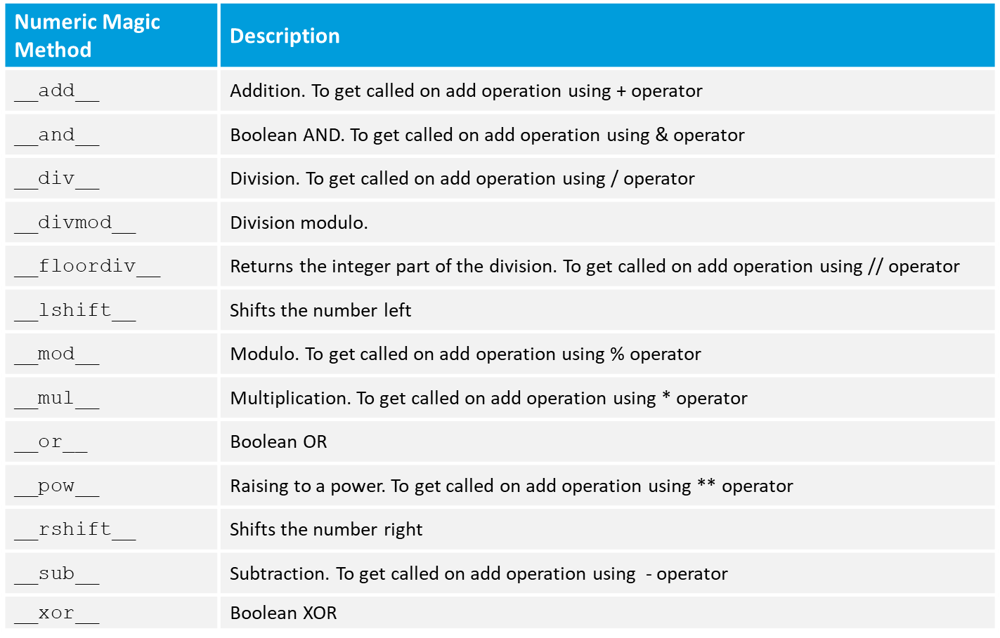 Numeric Magic
Method
Description
__add__
Addition. To get called on add operation using + operator
__and__
Boolean AND. To get called on add operation using & operator
__div__
Division. To get called on add operation using / operator
__divmod__
Division modulo.
__floordiv__
Returns the integer part of the division. To get called on add operation using // operator
__lshift__
Shifts the number left
__mod__
Modulo. To get called on add operation using % operator
__mul__
Multiplication. To get called on add operation using * operator
__or__
Boolean OR
__pow__
Raising to a power. To get called on add operation using ** operator
__rshift__
Shifts the number right
__sub__
Subtraction. To get called on add operation using  - operator
__xor__
Boolean XOR